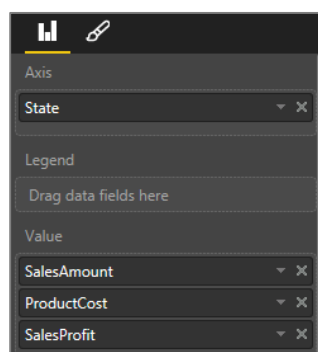 Axis
State
Legend
Drag data fields here
Value
SalesAmount
ProductCost
SalesProfit